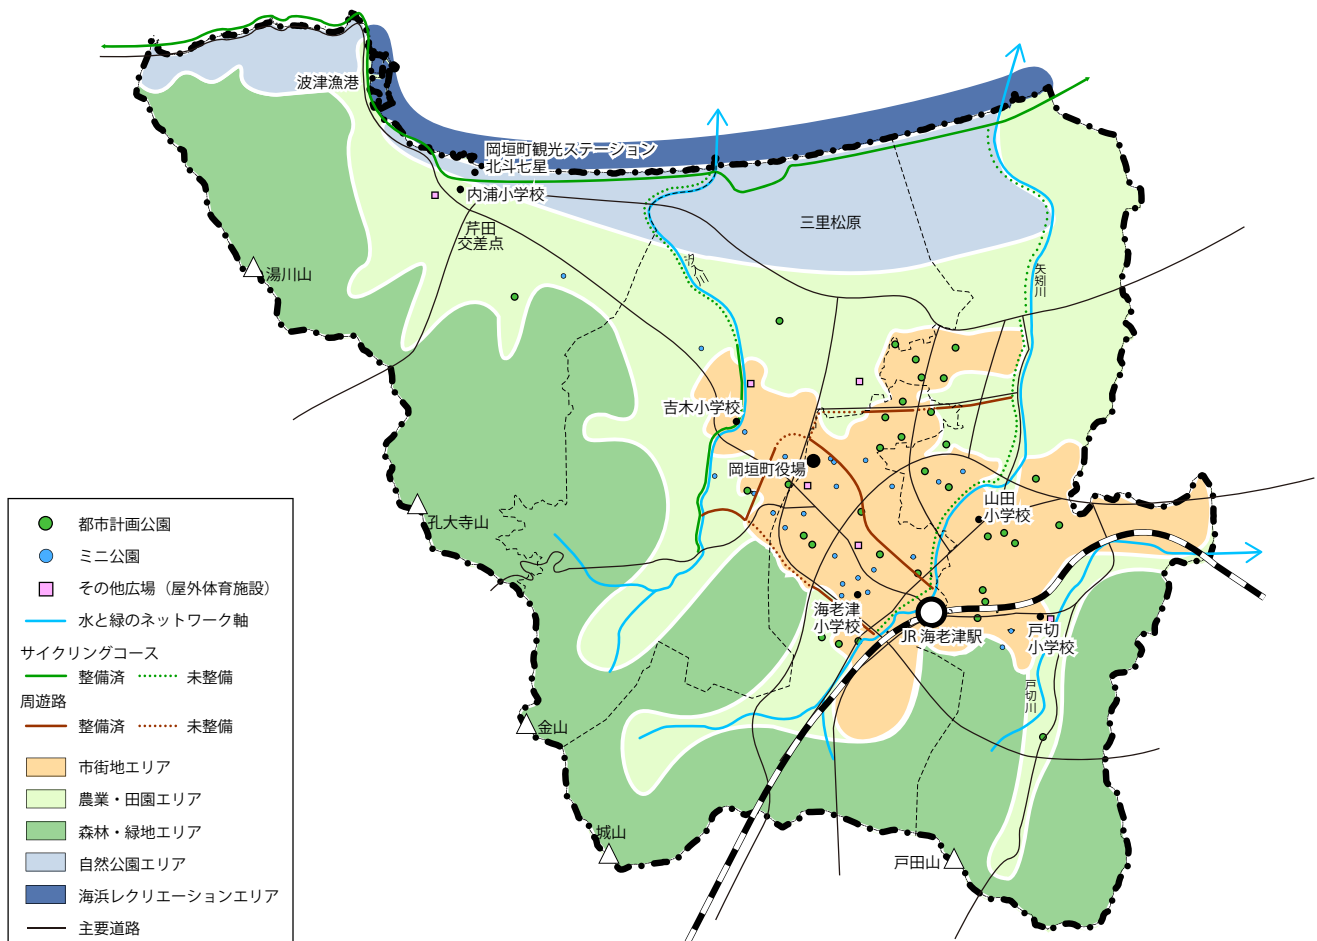 波津漁港
岡垣町観光ステーション
北斗七星
内浦小学校
芹田
交差点
三里松原
汐入川
矢矧川
湯川山
吉木小学校
岡垣町役場
山田
小学校
孔大寺山
海老津
小学校
JR 海老津駅
戸切
小学校
戸切川
金山
城山
戸田山
都市計画公園
ミニ公園
その他広場（屋外体育施設）
水と緑のネットワーク軸
サイクリングコース
整備済 未整備
周遊路
整備済 未整備
市街地エリア
農業・田園エリア
森林・緑地エリア
自然公園エリア
海浜レクリエーションエリア
主要道路